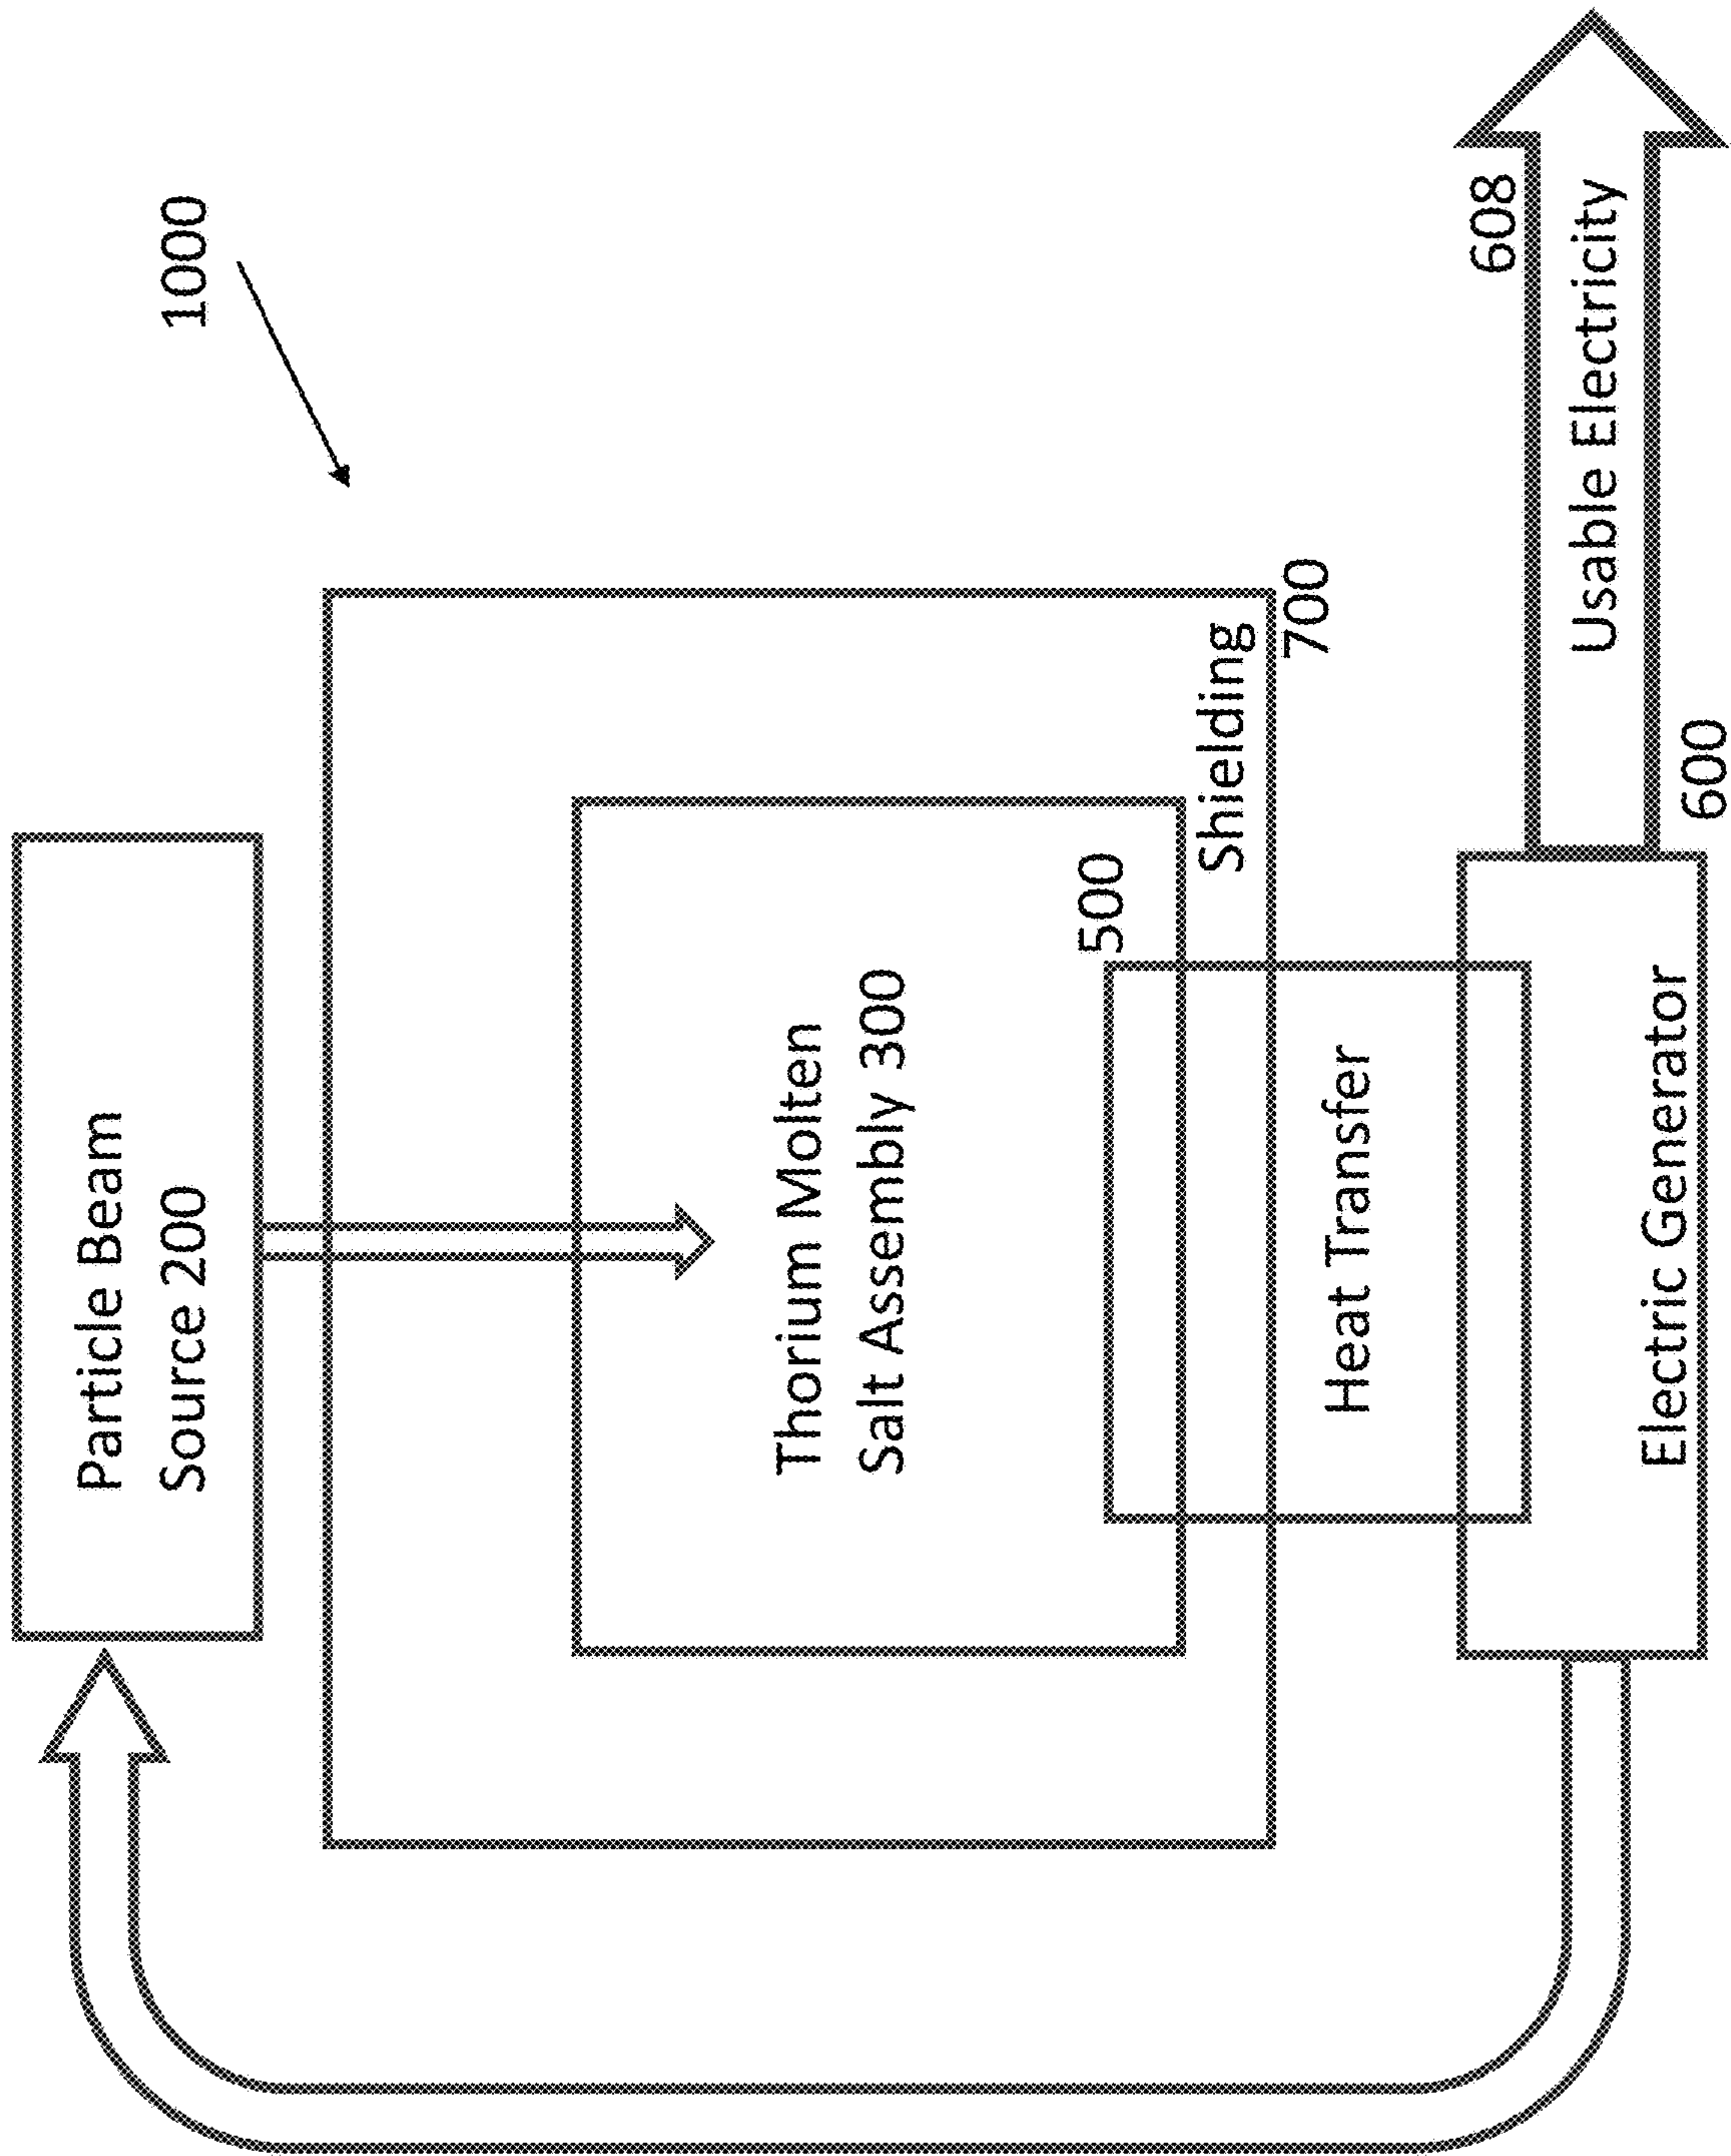 1000
Particle Beam
Source 200
Thorium Molten
Salt Assembly 300
500
Shielding
700
Heat Transfer
608
Usable Electricity
Electric Generator
600